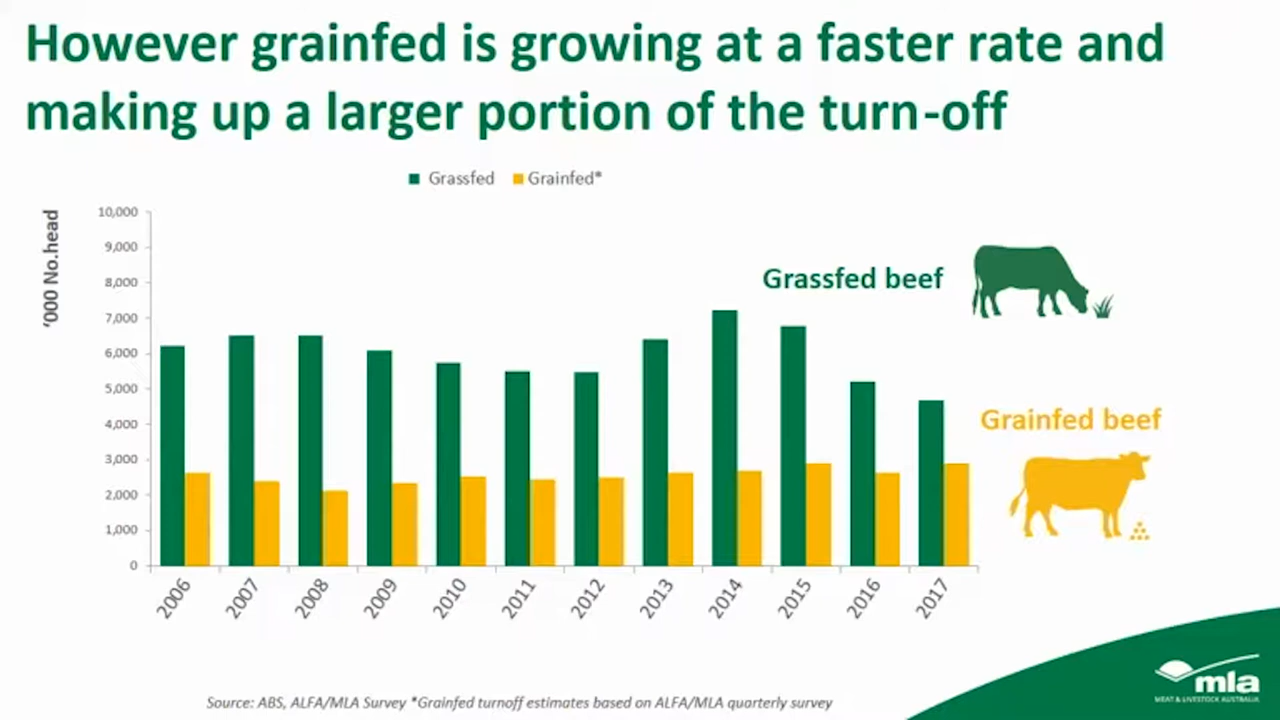 However grainfed is growing at a faster rate and
making up a larger portion of the turn-off
Grassfed Grainfed*
'000 No.head
10,000
9,000
8,000
7,000
6,000
5,000
4,000
3,000
2,000
1,000
0
Grassfed beef
Grainfed beef
2006 2007 2008 2009 2010 2011 2012 2013 2014 2015 2016 2017
mla
MEAT & LIVESTOCK AUSTRALIA
Source: ABS, ALFA/MLA Survey *Grainfed turnoff estimates based on ALFA/MLA quarterly survey